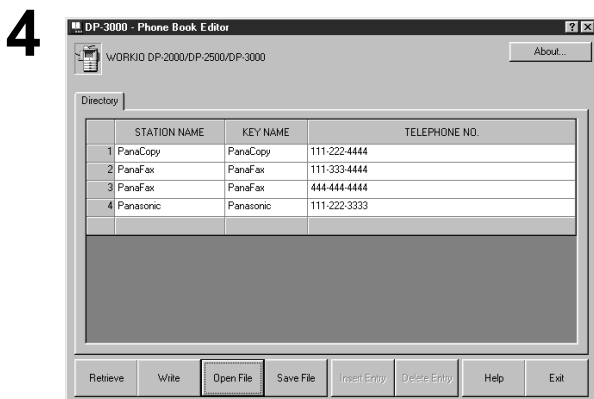 4
DP-3000 - Phone Book Editor
WORKIO DP-2000/DP-2500/DP-3000
About...
Directory
STATION NAME KEY NAME TELEPHONE NO.
1 PanaCopy PanaCopy 111-222-4444
2 PanaFax PanaFax 111-333-4444
3 PanaFax PanaFax 444-444-4444
4 Panasonic Panasonic 111-222-3333
Retrieve Write Open File Save File Insert Entry Delete Entry Help Exit